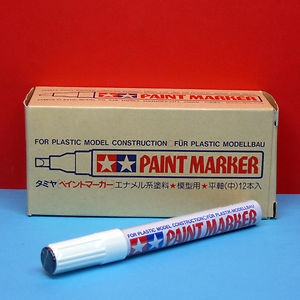 PAINT MARKER
FOR PLASTIC MODEL CONSTRUCTION FÜR PLASTIC MODELLBAU
PAINT MARKER
タミヤ ペイントマーカー エナメル系塗料★模型用★平軸(中)12本入
FOR PLASTIC MODEL CONSTRUCTION/FÜR PLASTIC MODELLBAU
PAINT MARKER